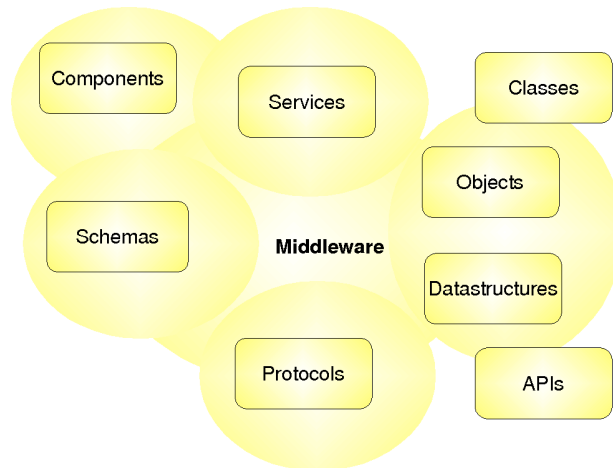 Components
Services
Classes
Objects
Schemas
Middleware
Datastructures
Protocols
APIs